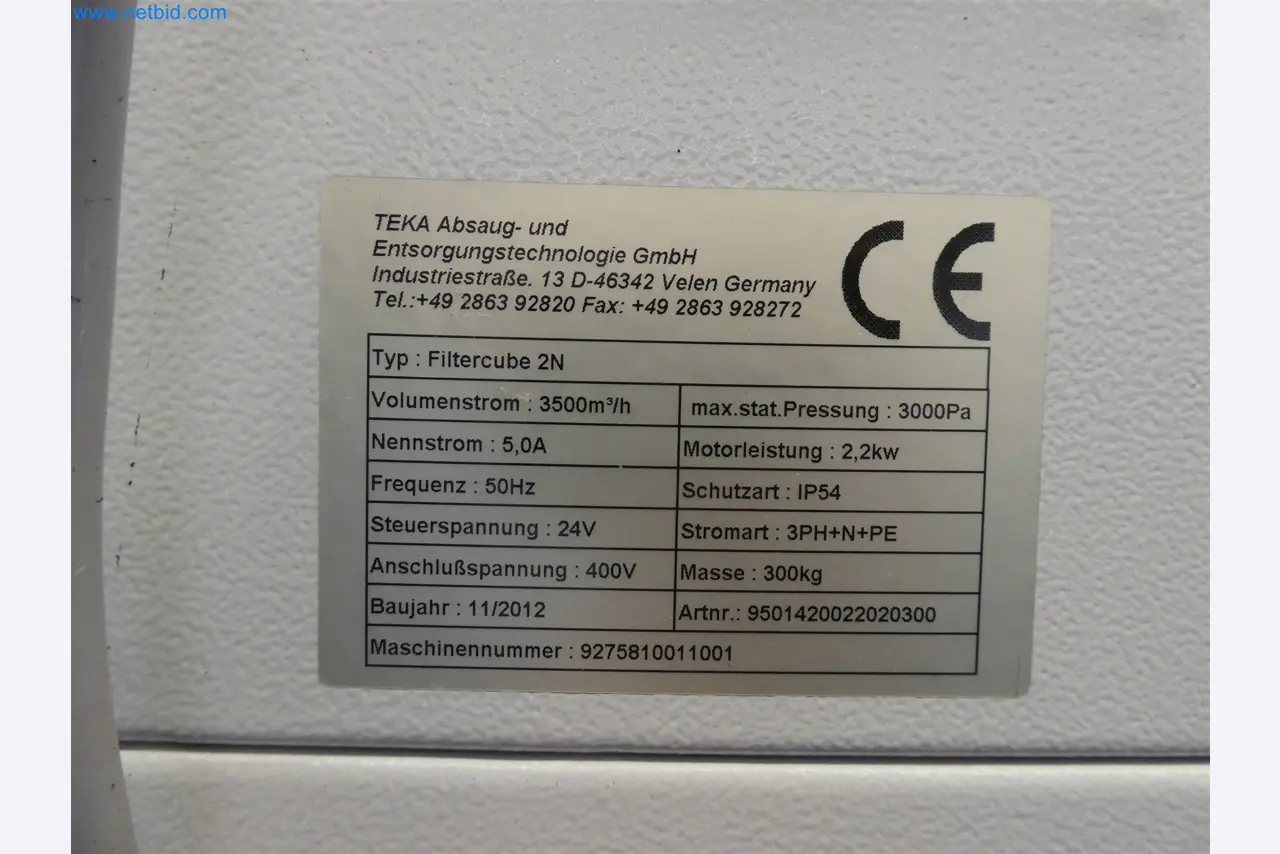 www.netbid.com
TEKA Absaug- und
Entsorgungstechnologie GmbH
Industriestraße. 13 D-46342 Velen Germany
Tel.:+49 2863 92820 Fax: +49 2863 928272
CE
Typ : Filtercube 2N
Volumenstrom : 3500m³/h max.stat.Pressung : 3000Pa
Nennstrom : 5,0A Motorleistung : 2,2kw
Frequenz : 50Hz Schutzart : IP54
Steuerspannung : 24V Stromart : 3PH+N+PE
Anschlußspannung : 400V Masse : 300kg
Baujahr : 11/2012 Artnr.: 9501420022020300
Maschinennummer : 9275810011001